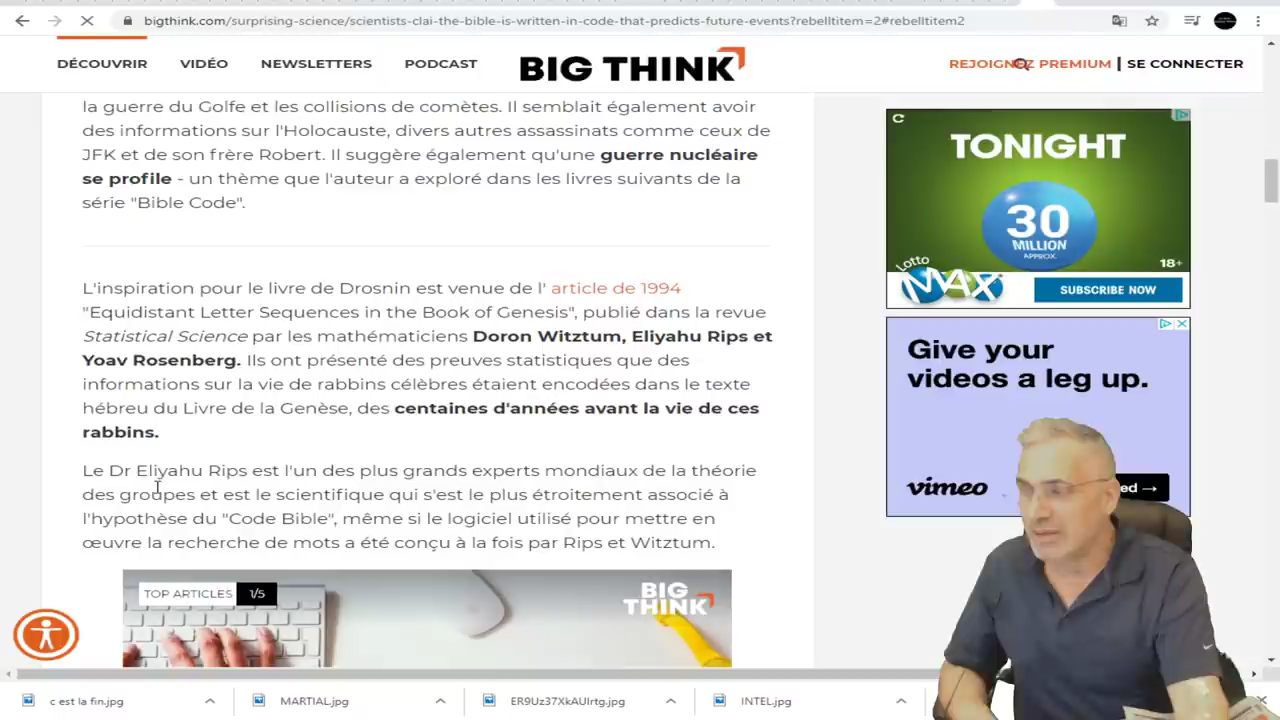 bigthink.com/surprising-science/scientists-clai-the-bible-is-written-in-code-that-predicts-future-events?rebelltitem=2#rebelltitem2
DÉCOUVRIR VIDÉO NEWSLETTERS PODCAST BIG THINK REJOIGNEZ PREMIUM | SE CONNECTER
la guerre du Golfe et les collisions de comètes. Il semblait également avoir
des informations sur l'Holocauste, divers autres assassinats comme ceux de
JFK et de son frère Robert. Il suggère également qu'une guerre nucléaire
se profile - un thème que l'auteur a exploré dans les livres suivants de la
série "Bible Code".
L'inspiration pour le livre de Drosnin est venue de l' article de 1994
"Equidistant Letter Sequences in the Book of Genesis", publié dans la revue
Statistical Science par les mathématiciens Doron Witztum, Eliyahu Rips et
Yoav Rosenberg. Ils ont présenté des preuves statistiques que des
informations sur la vie de rabbins célèbres étaient encodées dans le texte
hébreu du Livre de la Genèse, des centaines d'années avant la vie de ces
rabbins.
Le Dr Eliyahu Rips est l'un des plus grands experts mondiaux de la théorie
des groupes et est le scientifique qui s'est le plus étroitement associé à
l'hypothèse du "Code Bible", même si le logiciel utilisé pour mettre en
œuvre la recherche de mots a été conçu à la fois par Rips et Witztum.
TOP ARTICLES 1/5
BIG
THINK
TONIGHT
30
MILLION
APPROX.
18+
Lotto
MAX
SUBSCRIBE NOW
Give your
videos a leg up.
vimeo
ed →
c est la fin.jpg MARTIAL.jpg ER9Uz37XkAUIrtg.jpg INTEL.jpg